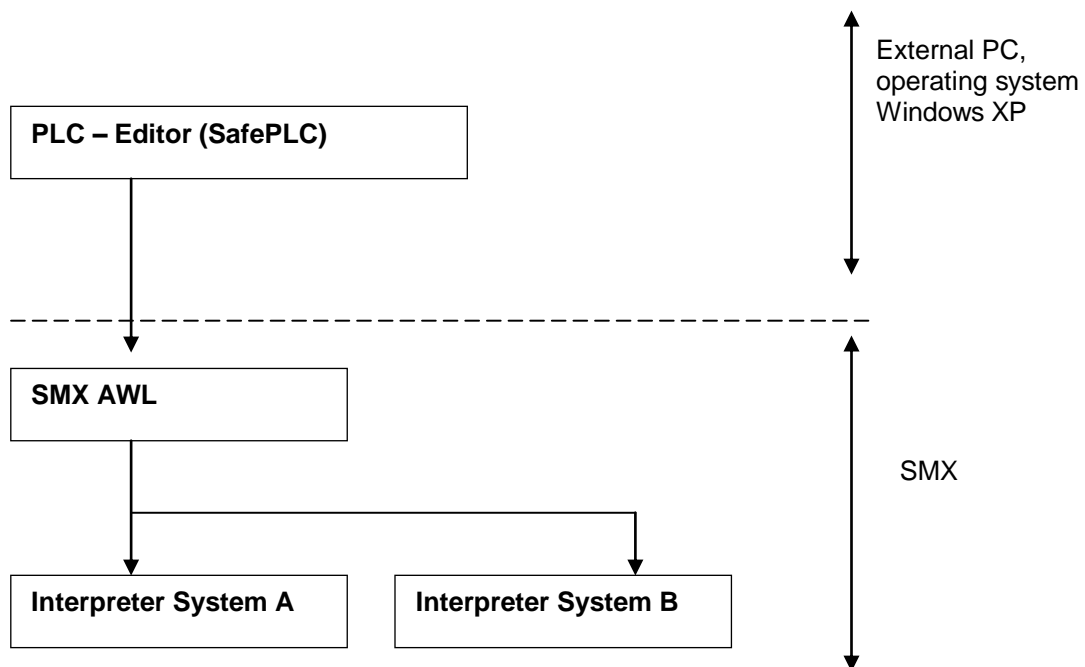 External PC,
operating system
Windows XP
PLC – Editor (SafePLC)
SMX AWL
SMX
Interpreter System A
Interpreter System B